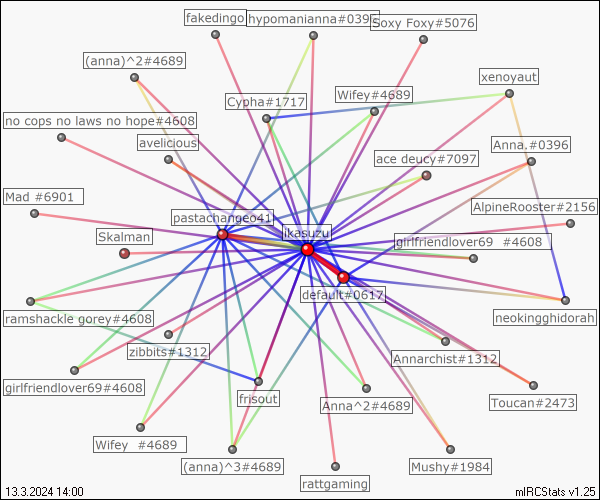 fakedingo
hypomanianna#0396
Soxy Foxy#5076
(anna)^2#4689
xenoyaut
Cypha#1717
Wifey#4689
no cops no laws no hope#4608
avelicious
Anna.#0396
ace deucy#7097
Mad #6901
AlpineRooster#2156
pastachangeo41
Skalman
ikasuzu
girlfriendlover69 #4608
default#0617
ramshackle gorey#4608
neokingghidorah
zibbits#1312
Annarchist#1312
girlfriendlover69#4608
frisout
Anna^2#4689
Toucan#2473
Wifey #4689
(anna)^3#4689
Mushy#1984
rattgaming
13.3.2024 14:00
mIRCStats v1.25